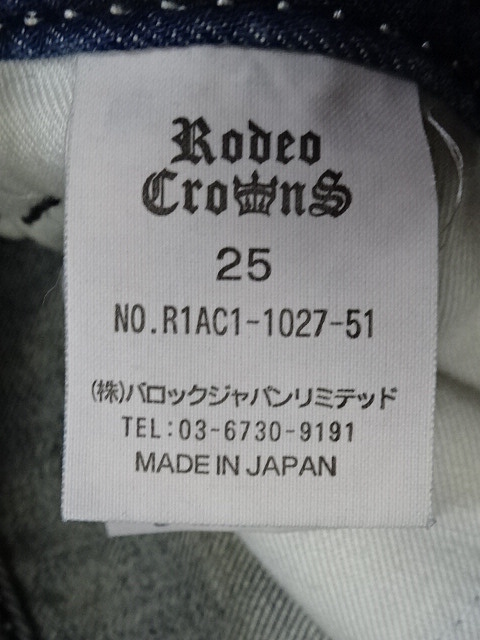 Rodeo
Crowns
25
NO.R1AC1-1027-51
(株)バロックジャパンリミテッド
TEL:03-6730-9191
MADE IN JAPAN